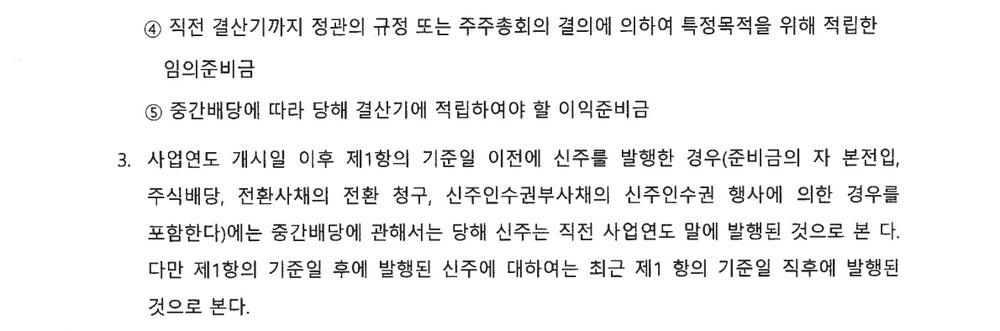 ④ 직전 결산기까지 정관의 규정 또는 주주총회의 결의에 의하여 특정목적을 위해 적립한
임의준비금
⑤ 중간배당에 따라 당해 결산기에 적립하여야 할 이익준비금
3. 사업연도 개시일 이후 제1항의 기준일 이전에 신주를 발행한 경우(준비금의 자 본전입,
주식배당, 전환사채의 전환 청구, 신주인수권부사채의 신주인수권 행사에 의한 경우를
포함한다)에는 중간배당에 관해서는 당해 신주는 직전 사업연도 말에 발행된 것으로 본 다.
다만 제1항의 기준일 후에 발행된 신주에 대하여는 최근 제1 항의 기준일 직후에 발행된
것으로 본다.